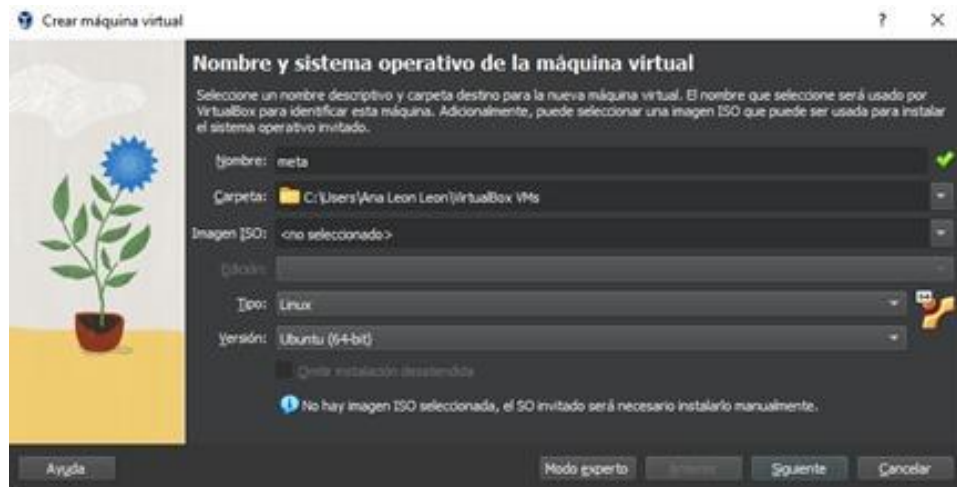 Crear máquina virtual
Nombre y sistema operativo de la máquina virtual
Seleccione un nombre descriptivo y carpeta destino para la nueva máquina virtual. El nombre que seleccione será usado por
VirtualBox para identificar esta máquina. Adicionalmente, puede seleccionar una imagen ISO que puede ser usada para instalar
el sistema operativo invitado.
Nombre: meta
Carpeta: C:\Users\Ana Leon Leon\VirtualBox VMs
Imagen ISO: <no seleccionado>
Edición:
Tipo: Linux
64
Versión: Ubuntu (64-bit)
Omitir instalación desatendida
No hay imagen ISO seleccionada, el SO invitado será necesario instalarlo manualmente.
Ayuda Modo experto Anterior Siguiente Cancelar